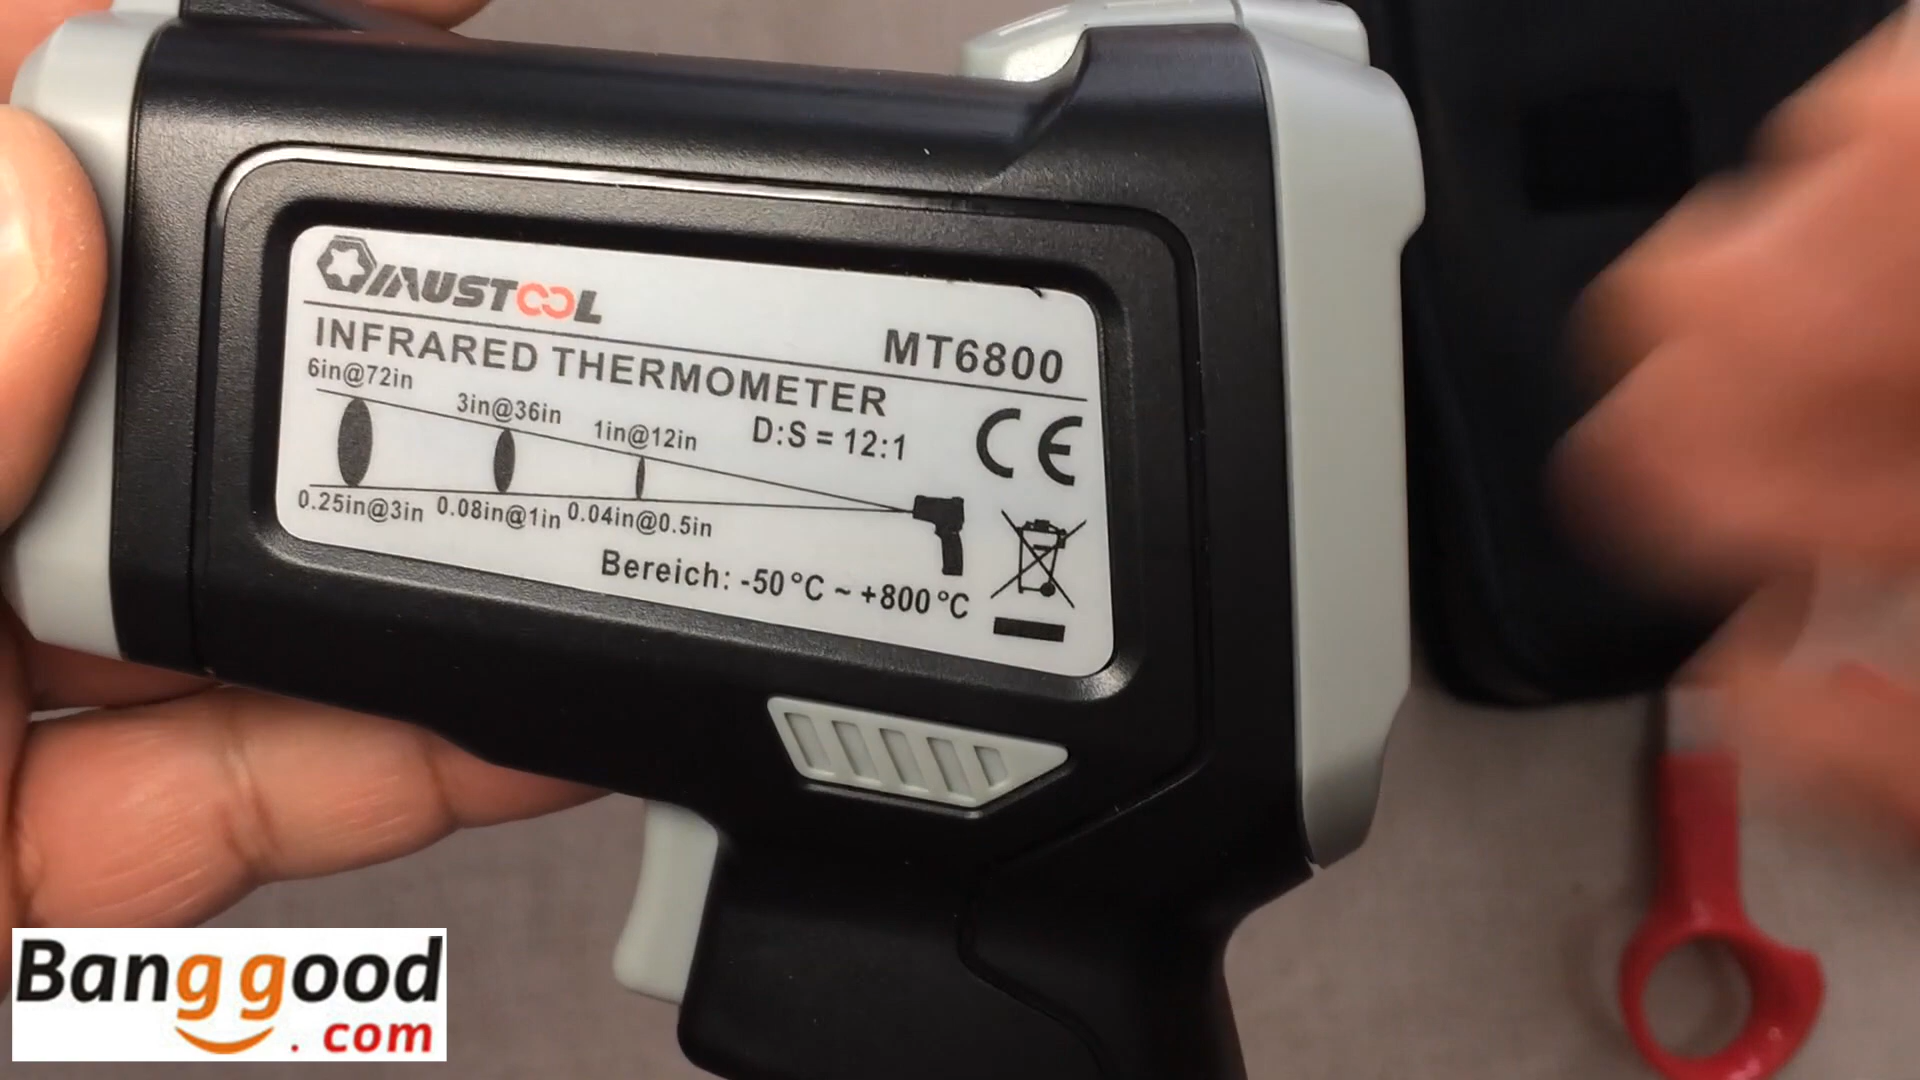 MUSTOOL
INFRARED THERMOMETER
MT6800
6in@72in
3in@36in
1in@12in
D:S = 12:1
CE
0.25in@3in
0.08in@1in
0.04in@0.5in
Bereich: -50°C ~ +800°C
Banggood
.com